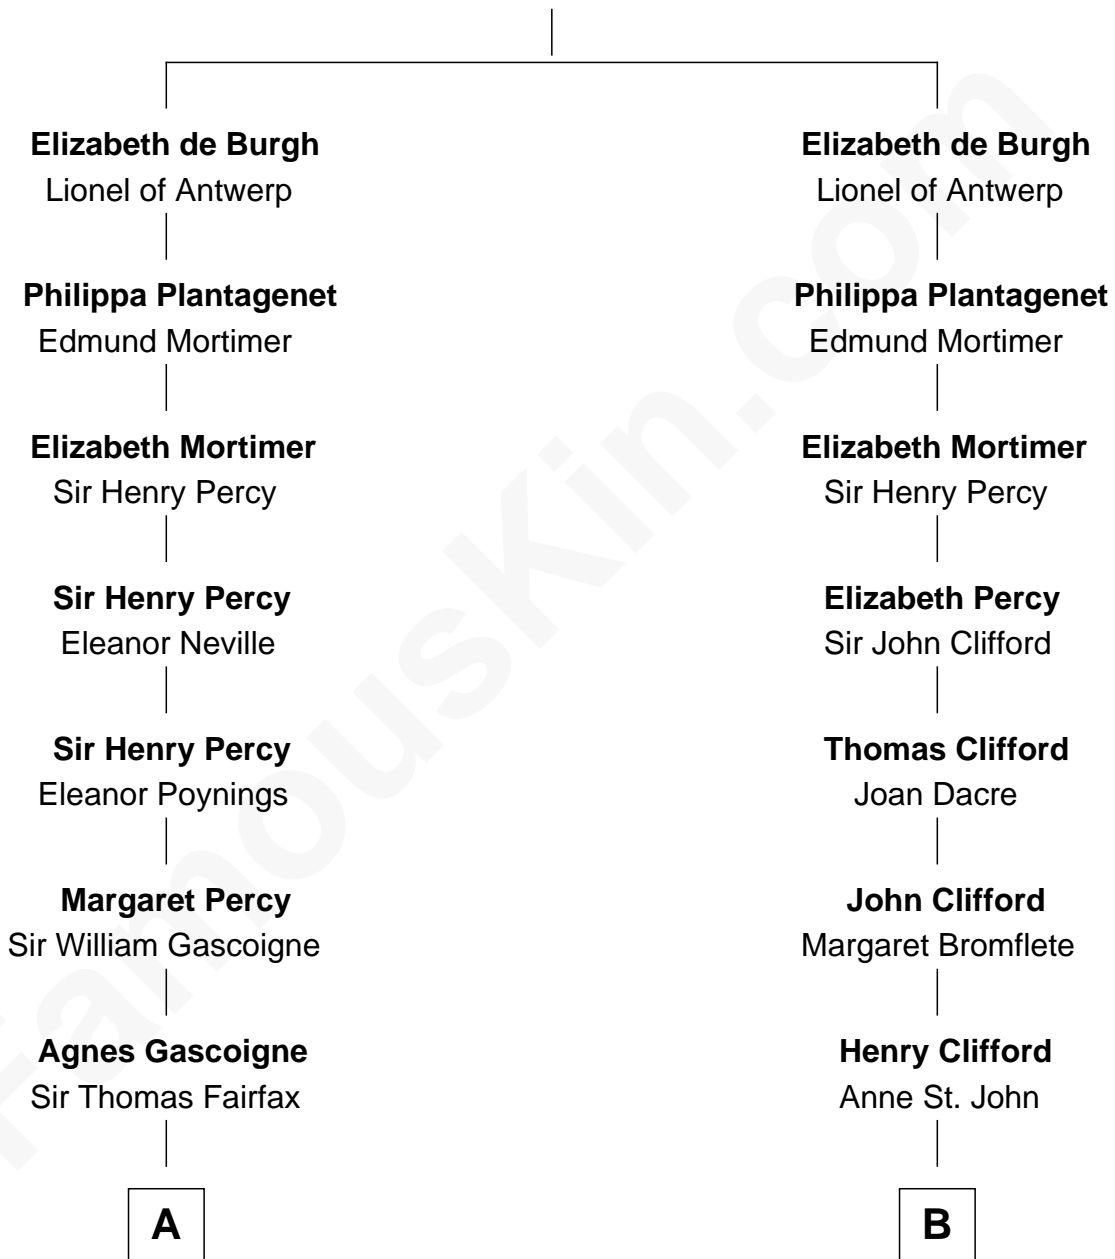 Elizabeth de Burgh
Lionel of Antwerp
Philippa Plantagenet
Edmund Mortimer
Elizabeth Mortimer
Sir Henry Percy
Sir Henry Percy
Eleanor Neville
Sir Henry Percy
Eleanor Poynings
Margaret Percy
Sir William Gascoigne
Agnes Gascoigne
Sir Thomas Fairfax
A
Elizabeth de Burgh
Lionel of Antwerp
Philippa Plantagenet
Edmund Mortimer
Elizabeth Mortimer
Sir Henry Percy
Elizabeth Percy
Sir John Clifford
Thomas Clifford
Joan Dacre
John Clifford
Margaret Bromflete
Henry Clifford
Anne St. John
B
FamousKin.com